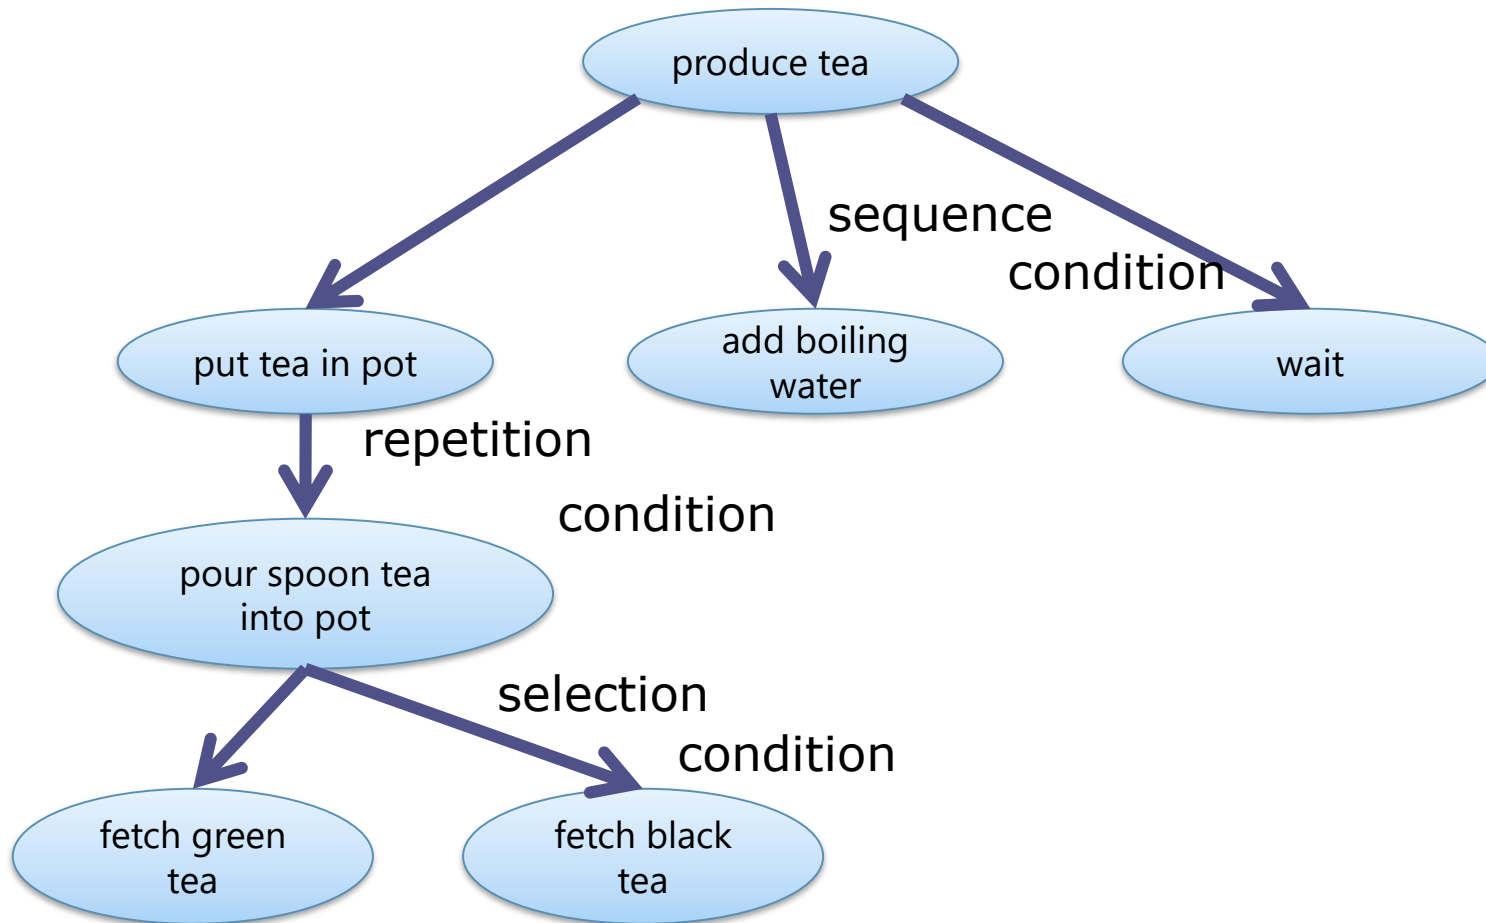 produce tea
sequence
condition
put tea in pot
add boiling
water
wait
repetition
condition
pour spoon tea
into pot
selection
condition
fetch green
tea
fetch black
tea